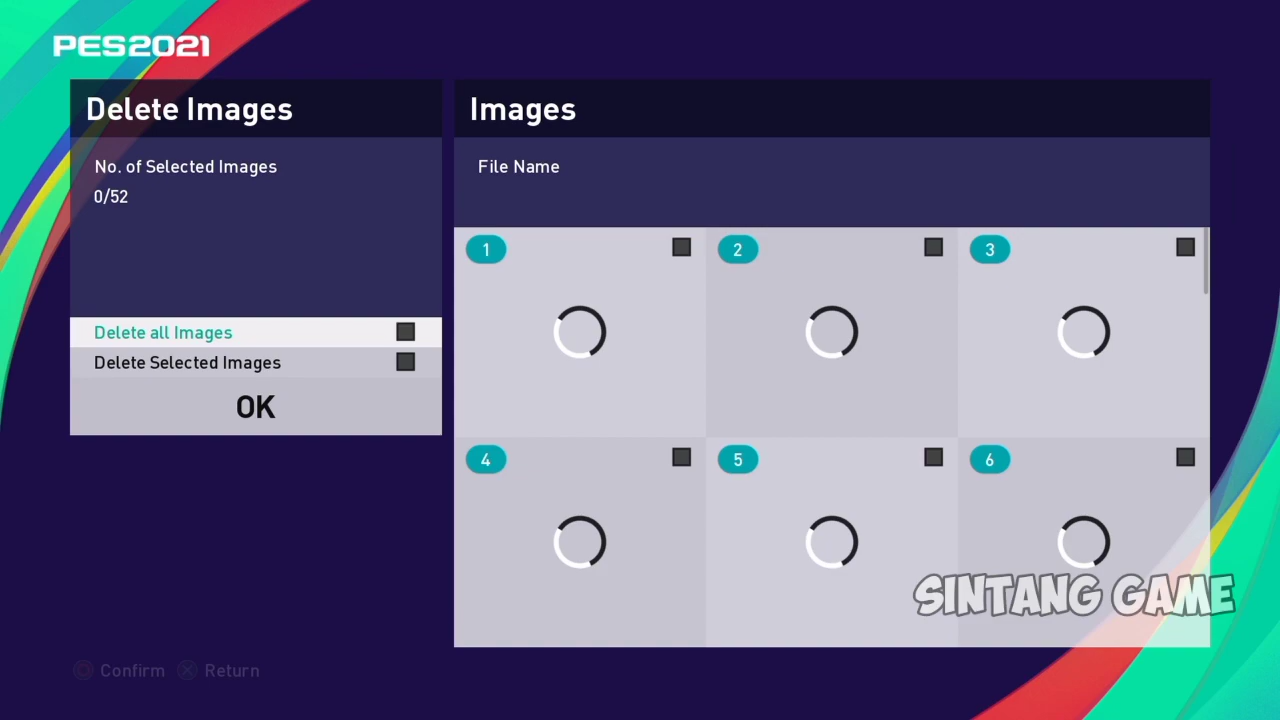 PES2021
Delete Images
No. of Selected Images
0/52
Delete all Images
Delete Selected Images
OK
Images
File Name
1
2
3
4
5
6
SINTANG GAME
Confirm
Return